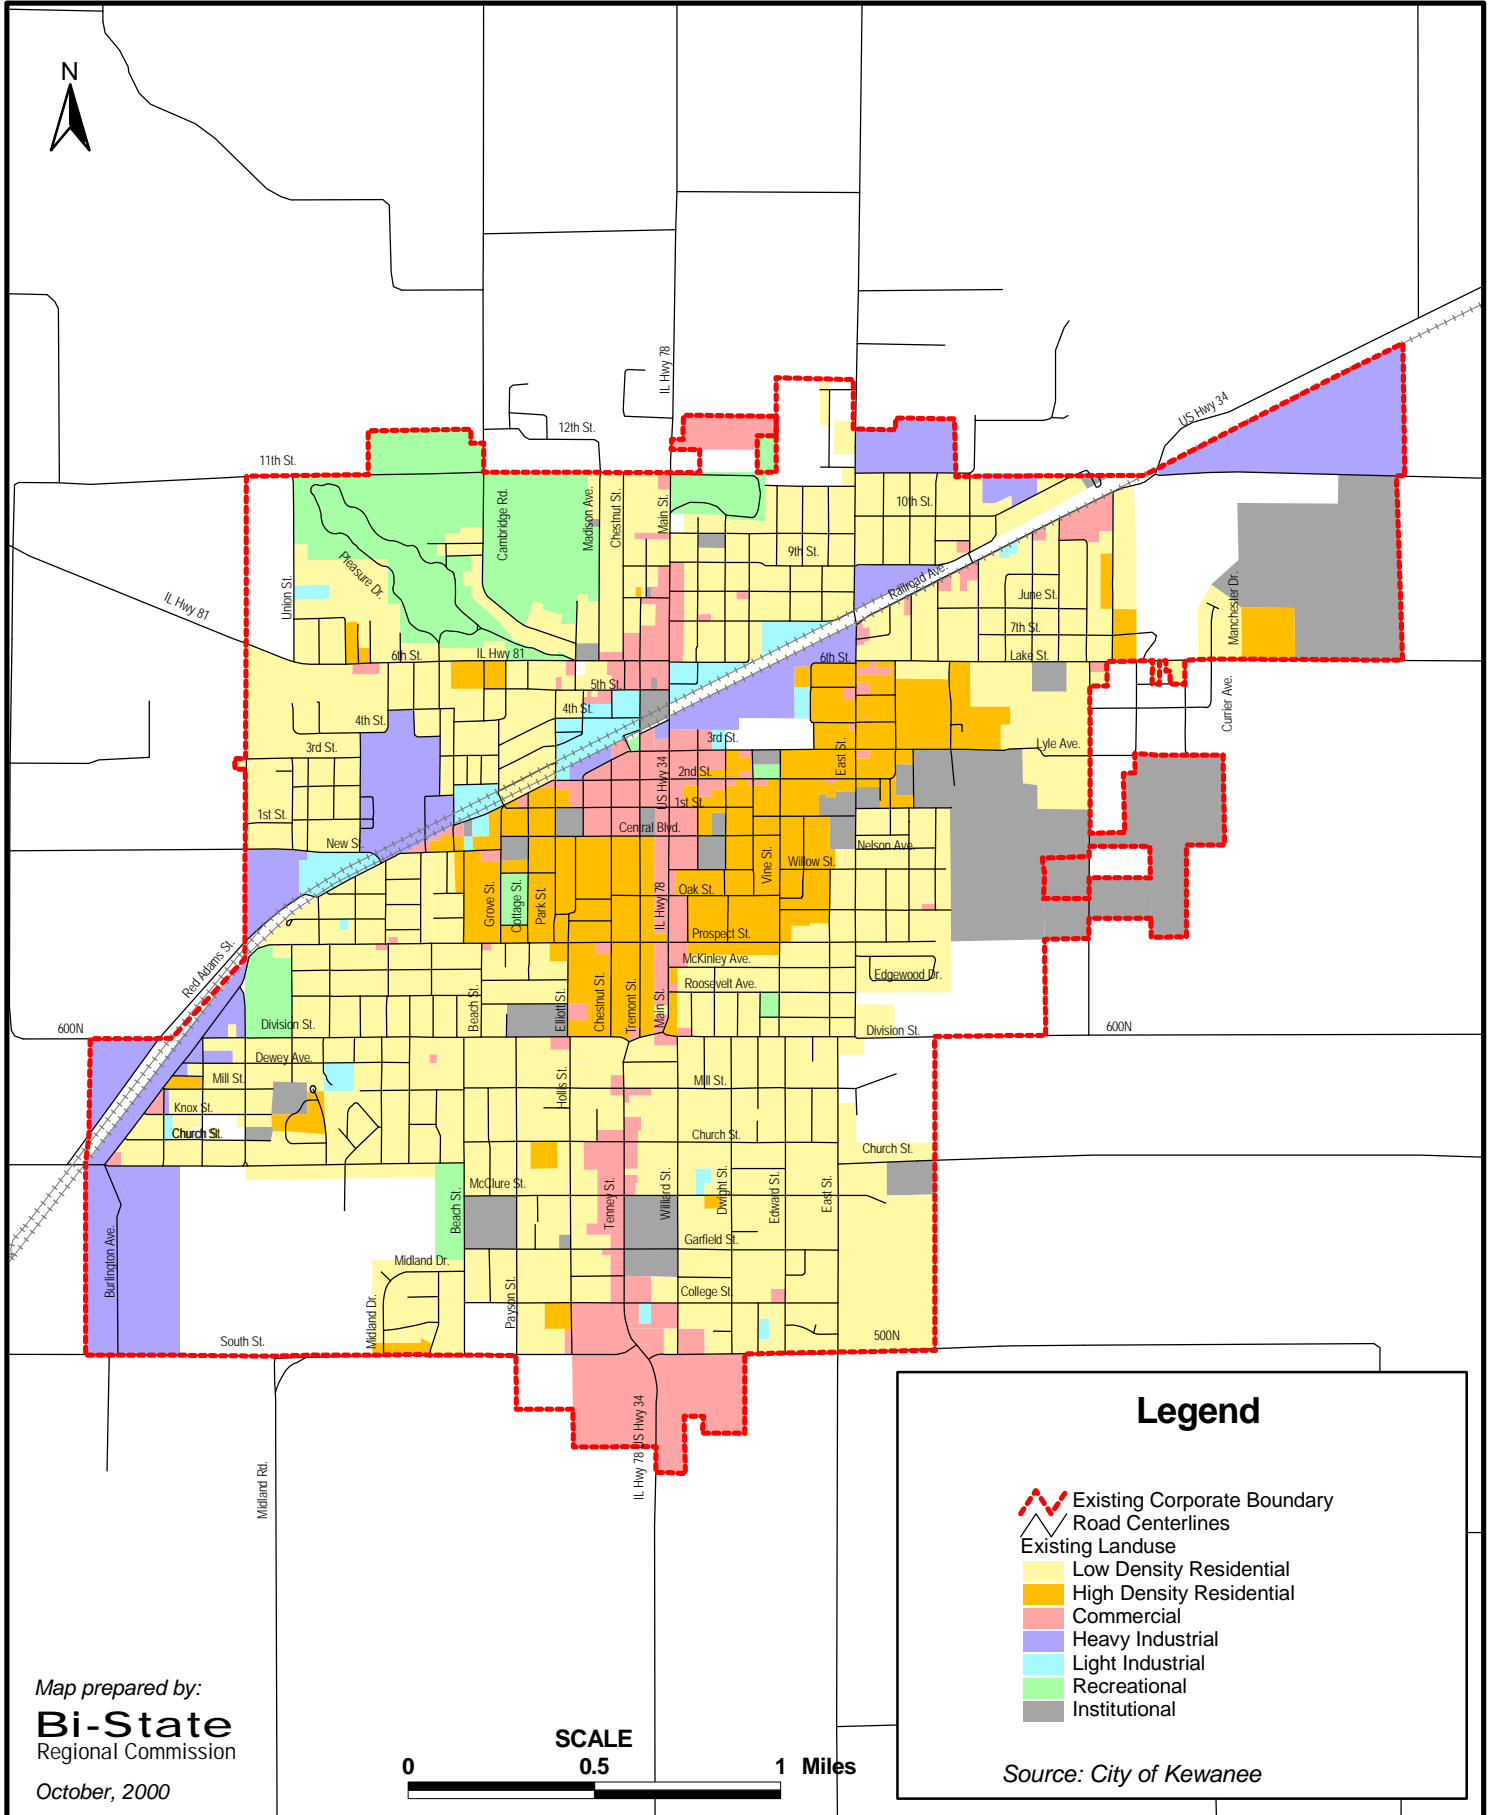 N
IL Hwy 78
US Hwy 34
12th St.
11th St.
10th St.
Cambridge Rd.
Madison Ave.
Chestnut St.
Main St.
9th St.
Pleasure Dr.
Union St.
IL Hwy 81
Railroad Ave.
June St.
7th St.
Lake St.
Manchester Dr.
6th St.
IL Hwy 81
6th St.
5th St.
4th St.
4th St.
3rd St.
3rd St.
Lyle Ave.
Currier Ave.
East St.
US Hwy 34
2nd St.
1st St.
1st St.
Central Blvd.
New St.
Nelson Ave.
Vine St.
Willow St.
Grove St.
Cottage St.
Park St.
Oak St.
IL Hwy 78
Prospect St.
McKinley Ave.
Red Adams St.
Edgewood Dr.
Roosevelt Ave.
Beach St.
Elliott St.
Chestnut St.
Tremont St.
Main St.
600N
Division St.
Division St.
600N
Dewey Ave.
Mill St.
Hollis St.
Mill St.
Knox St.
Church St.
Church St.
Church St.
McClure St.
Beach St.
Tenney St.
Williard St.
Dwight St.
Edward St.
East St.
Garfield St.
Burlington Ave.
Midland Dr.
Midland Dr.
Payson St.
College St.
South St.
500N
Midland Rd.
IL Hwy 78 US Hwy 34
Legend
Existing Corporate Boundary
Road Centerlines
Existing Landuse
Low Density Residential
High Density Residential
Commercial
Heavy Industrial
Light Industrial
Recreational
Institutional
Source: City of Kewanee
Map prepared by:
Bi-State
Regional Commission
October, 2000
SCALE
0 0.5 1 Miles